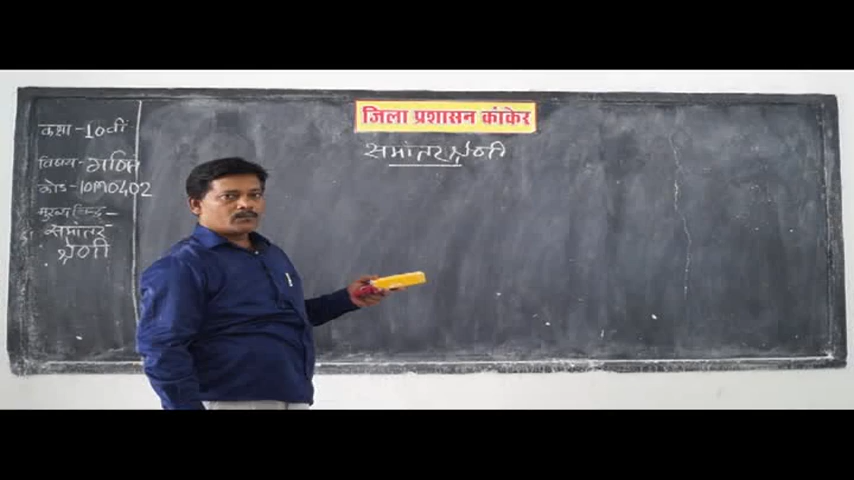 जिला प्रशासन कांकेर
समांतर श्रेणी
कक्षा - 10वीं
विषय - गणित
कोड - 10M0402
मुख्य बिन्दु -
समांतर
श्रेणी